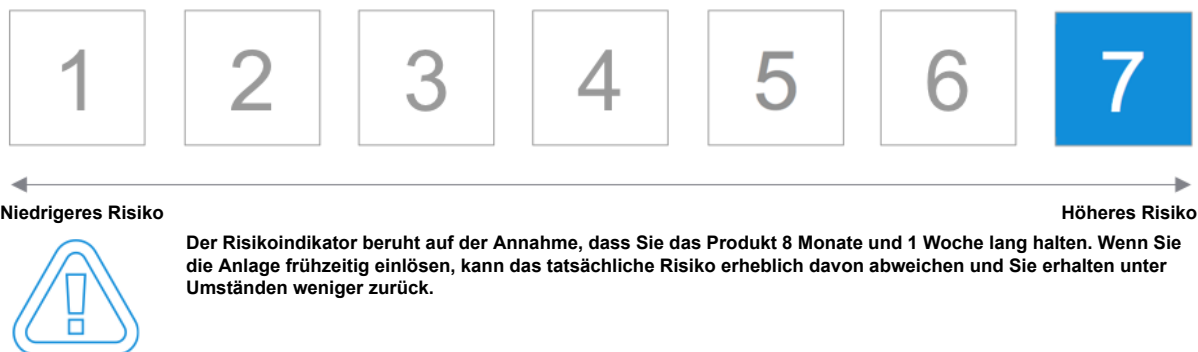 1 2 3 4 5 6 7
Niedrigeres Risiko Höheres Risiko
Der Risikoindikator beruht auf der Annahme, dass Sie das Produkt 8 Monate und 1 Woche lang halten. Wenn Sie
die Anlage frühzeitig einlösen, kann das tatsächliche Risiko erheblich davon abweichen und Sie erhalten unter
Umständen weniger zurück.